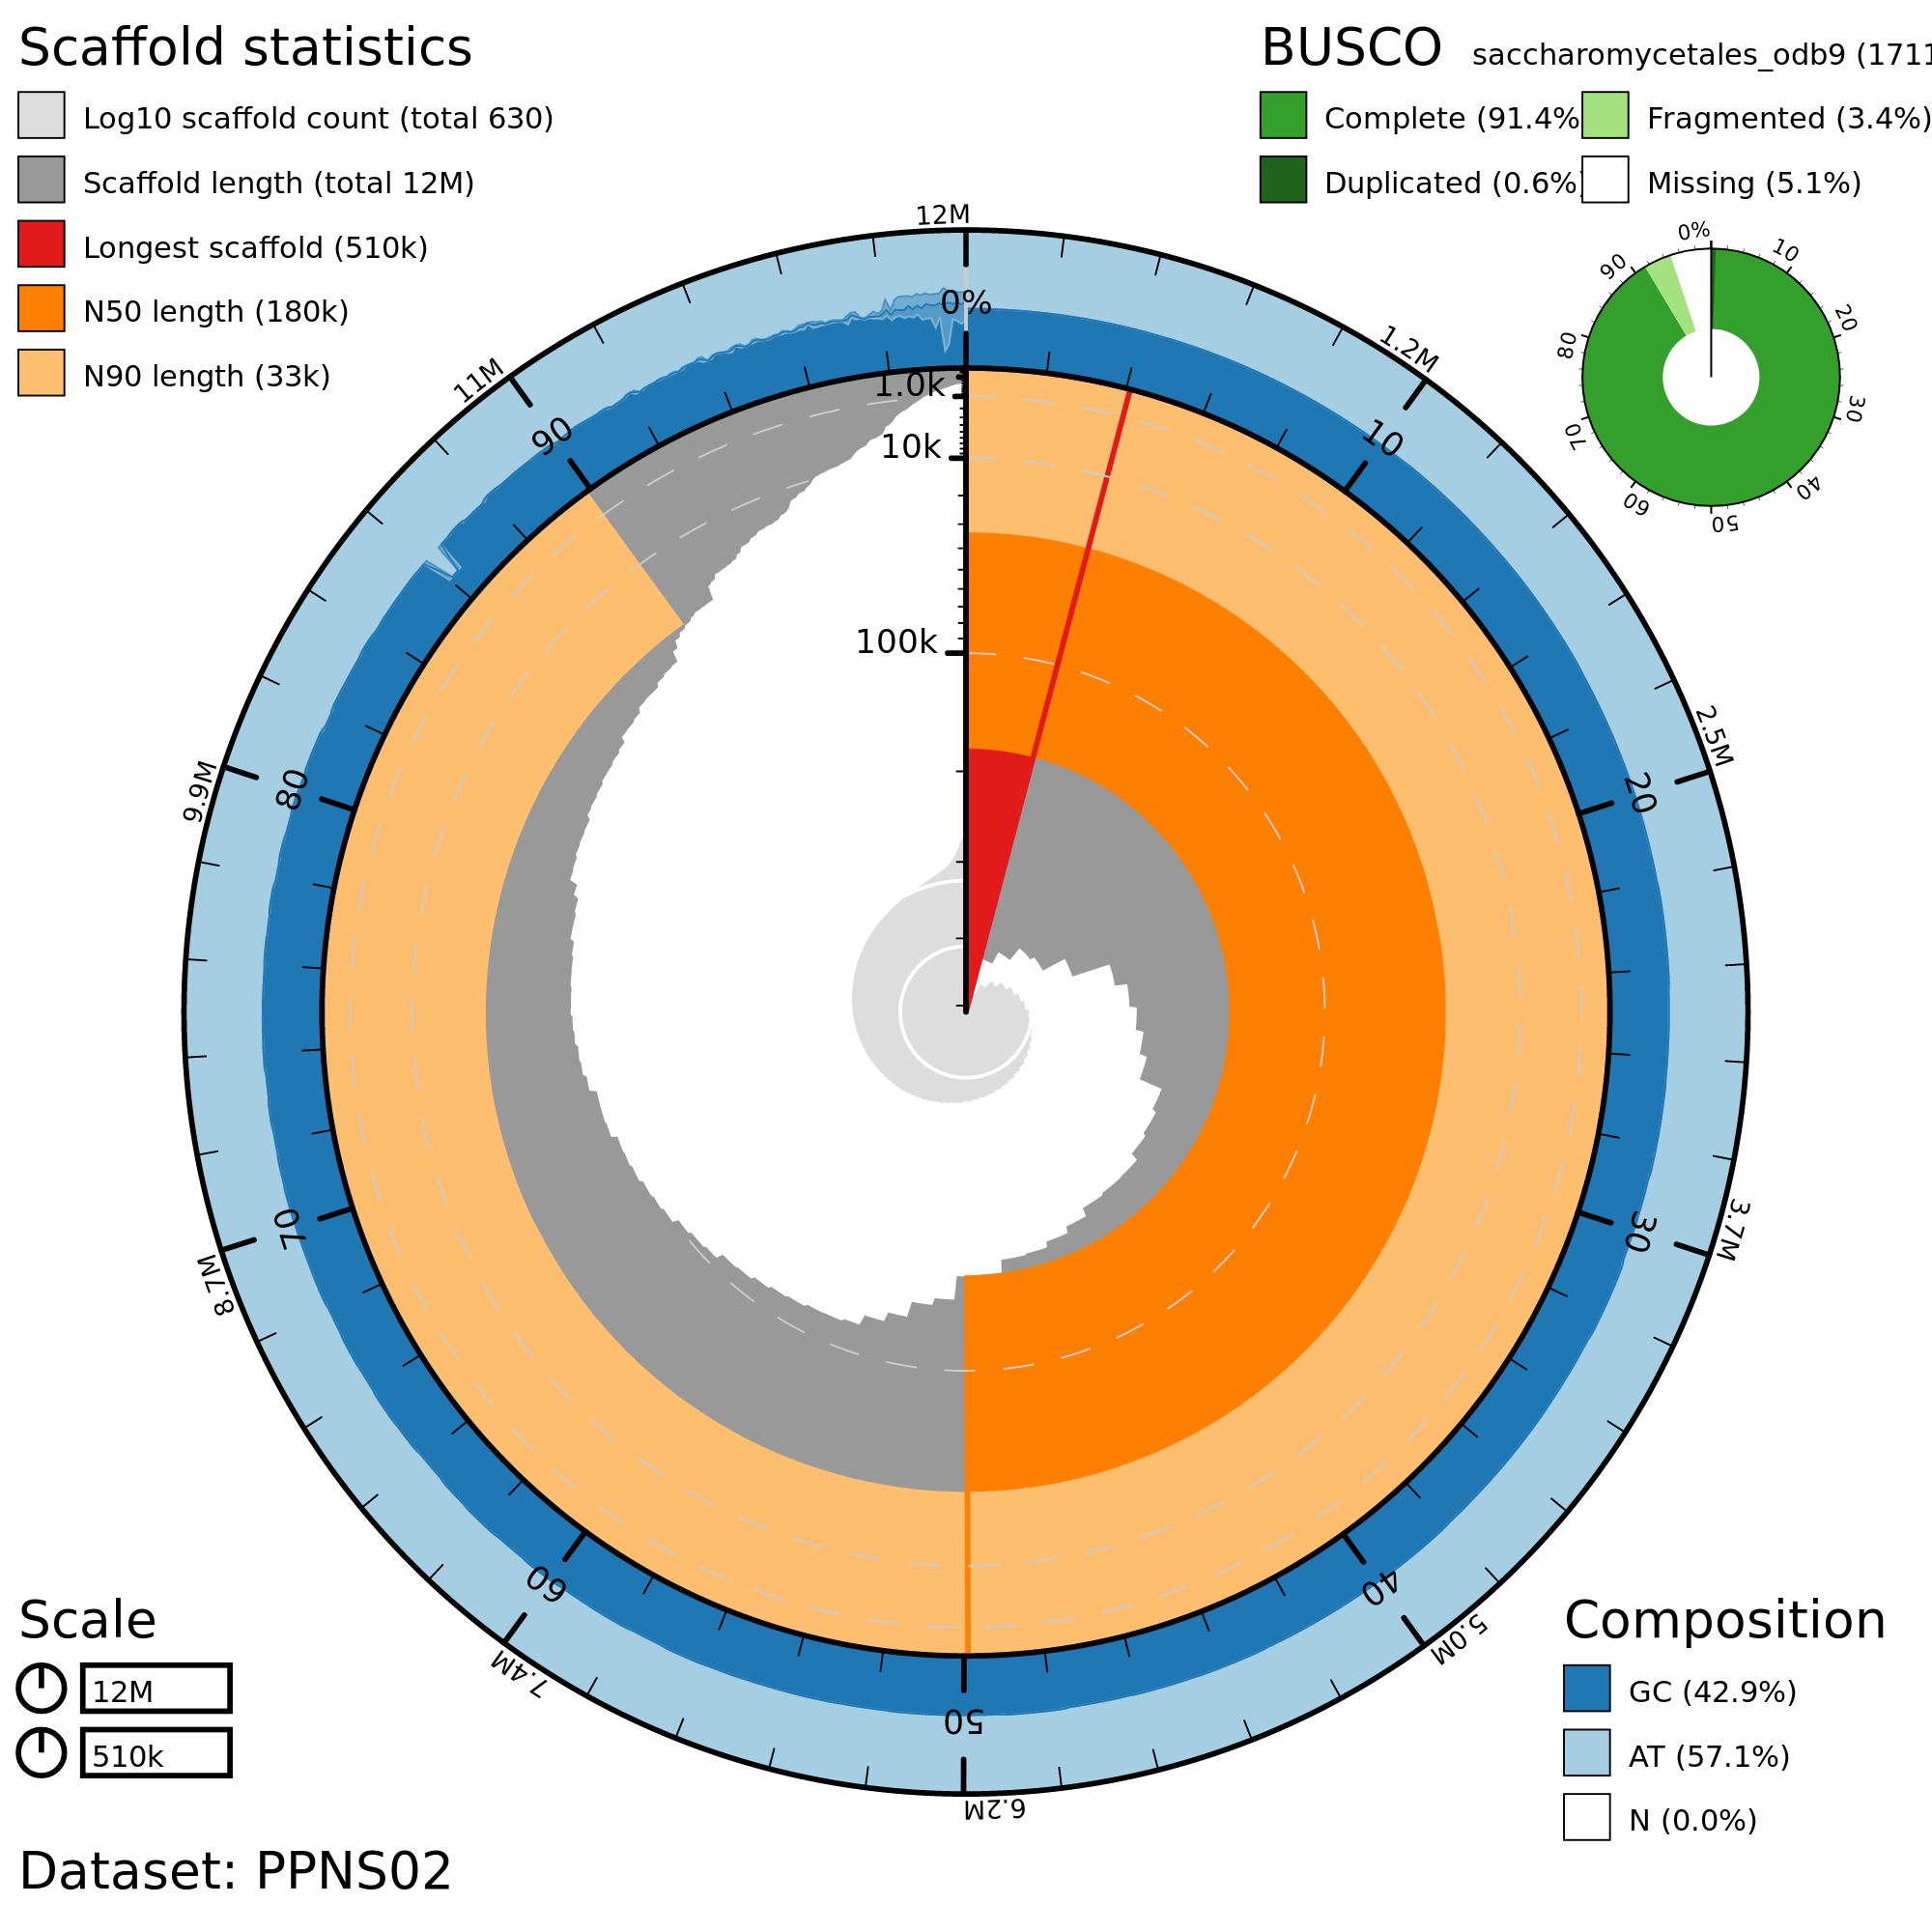 Scaffold statistics
Log10 scaffold count (total 630)
Scaffold length (total 12M)
Longest scaffold (510k)
N50 length (180k)
N90 length (33k)
BUSCO saccharomycetales_odb9 (1711
Complete (91.4%
Fragmented (3.4%)
Duplicated (0.6%)
Missing (5.1%)
0%
10
20
30
40
50
60
70
80
90
12M
1.2M
2.5M
3.7M
5.0M
6.2M
7.4M
8.7M
9.9M
11M
0%
10
20
30
40
50
60
70
80
90
1.0k
10k
100k
Scale
12M
510k
Composition
GC (42.9%)
AT (57.1%)
N (0.0%)
Dataset: PPNS02